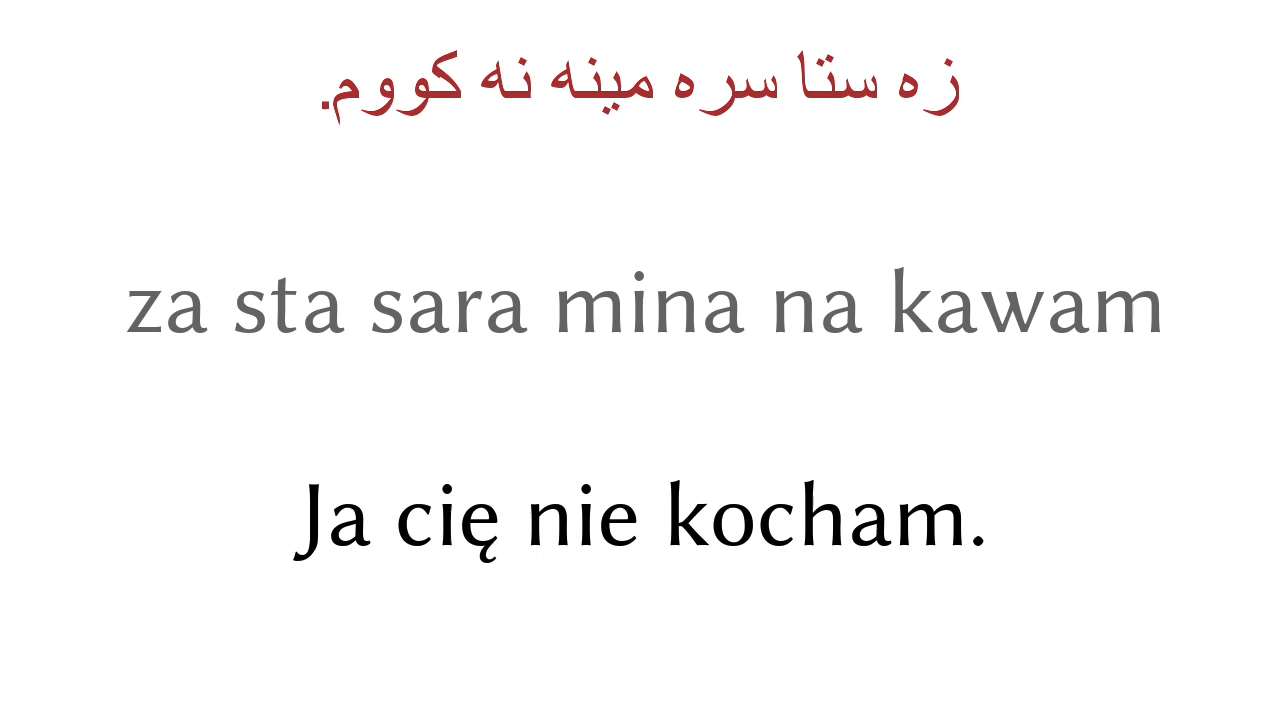 زه ستا سره مينه نه کووم.
za sta sara mina na kawam
Ja cię nie kocham.